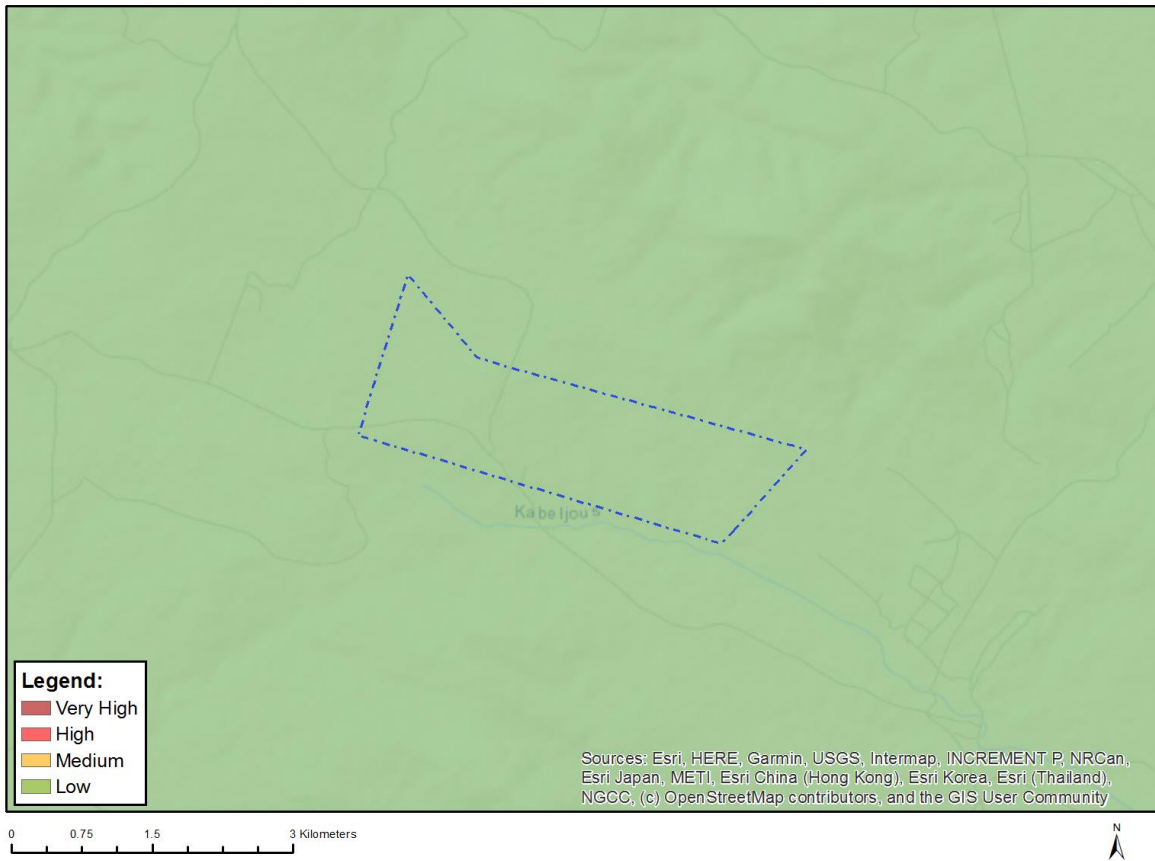 Kabeljous
Legend:
Very High
High
Medium
Low
Sources: Esri, HERE, Garmin, USGS, Intermap, INCREMENT P, NRCan,
Esri Japan, METI, Esri China (Hong Kong), Esri Korea, Esri (Thailand),
NGCC, (c) OpenStreetMap contributors, and the GIS User Community
0 0.75 1.5 3 Kilometers
N